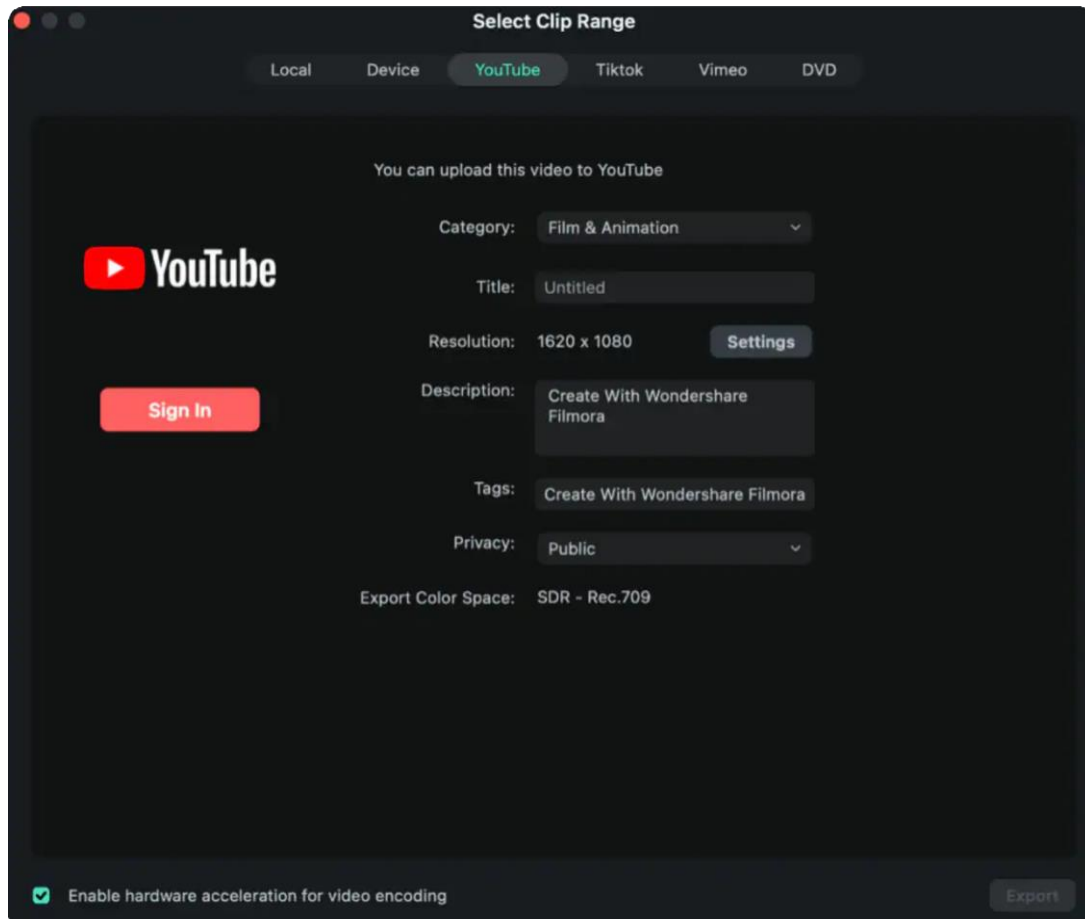 Select Clip Range
Local Device YouTube Tiktok Vimeo DVD
You can upload this video to YouTube
YouTube
Sign In
Category: Film & Animation
Title: Untitled
Resolution: 1620 x 1080 Settings
Description: Create With Wondershare
Filmora
Tags: Create With Wondershare Filmora
Privacy: Public
Export Color Space: SDR - Rec.709
Enable hardware acceleration for video encoding
Export